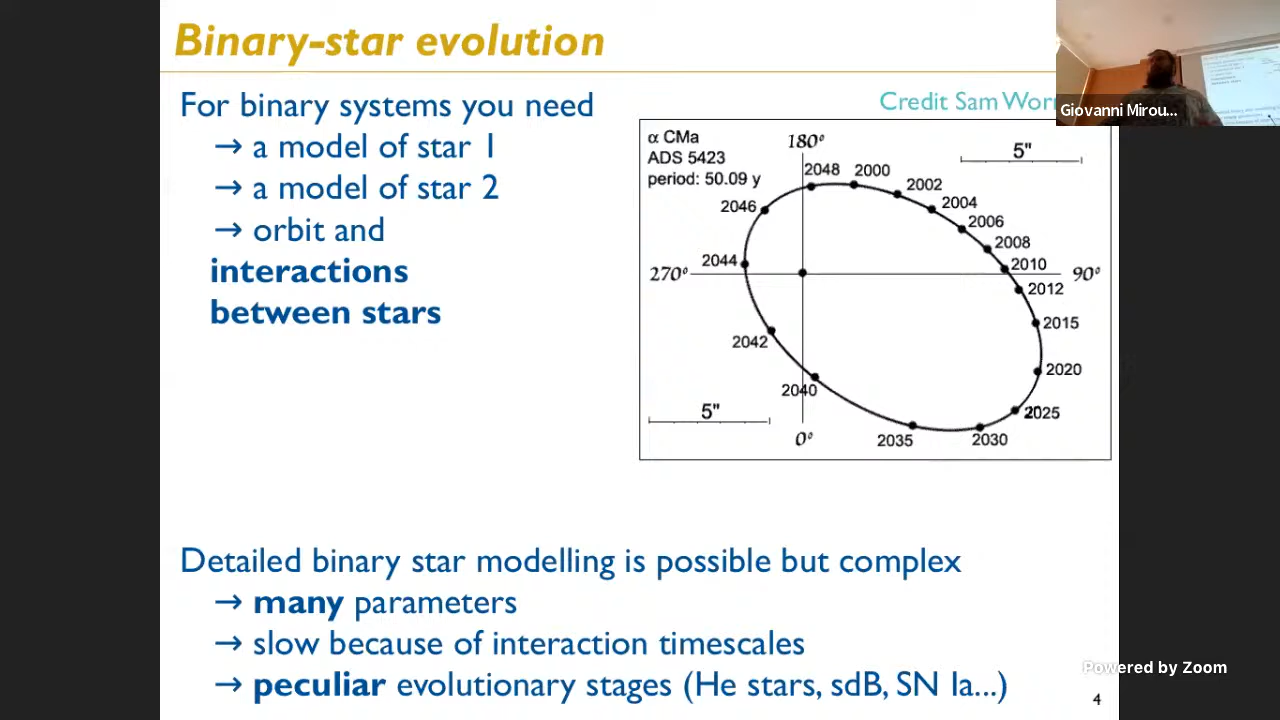 Binary-star evolution
For binary systems you need
→ a model of star 1
→ a model of star 2
→ orbit and
interactions
between stars
Credit Sam
Giovanni Mirou...
α CMa
ADS 5423
period: 50.09 y
180°
5"
2048
2000
2002
2004
2006
2008
2010
2012
2015
2020
2025
2030
2035
2040
2042
2044
2046
270°
90°
5"
0°
Detailed binary star modelling is possible but complex
→ many parameters
→ slow because of interaction timescales
→ peculiar evolutionary stages (He stars, sdB, SN Ia...)
Powered by Zoom
4